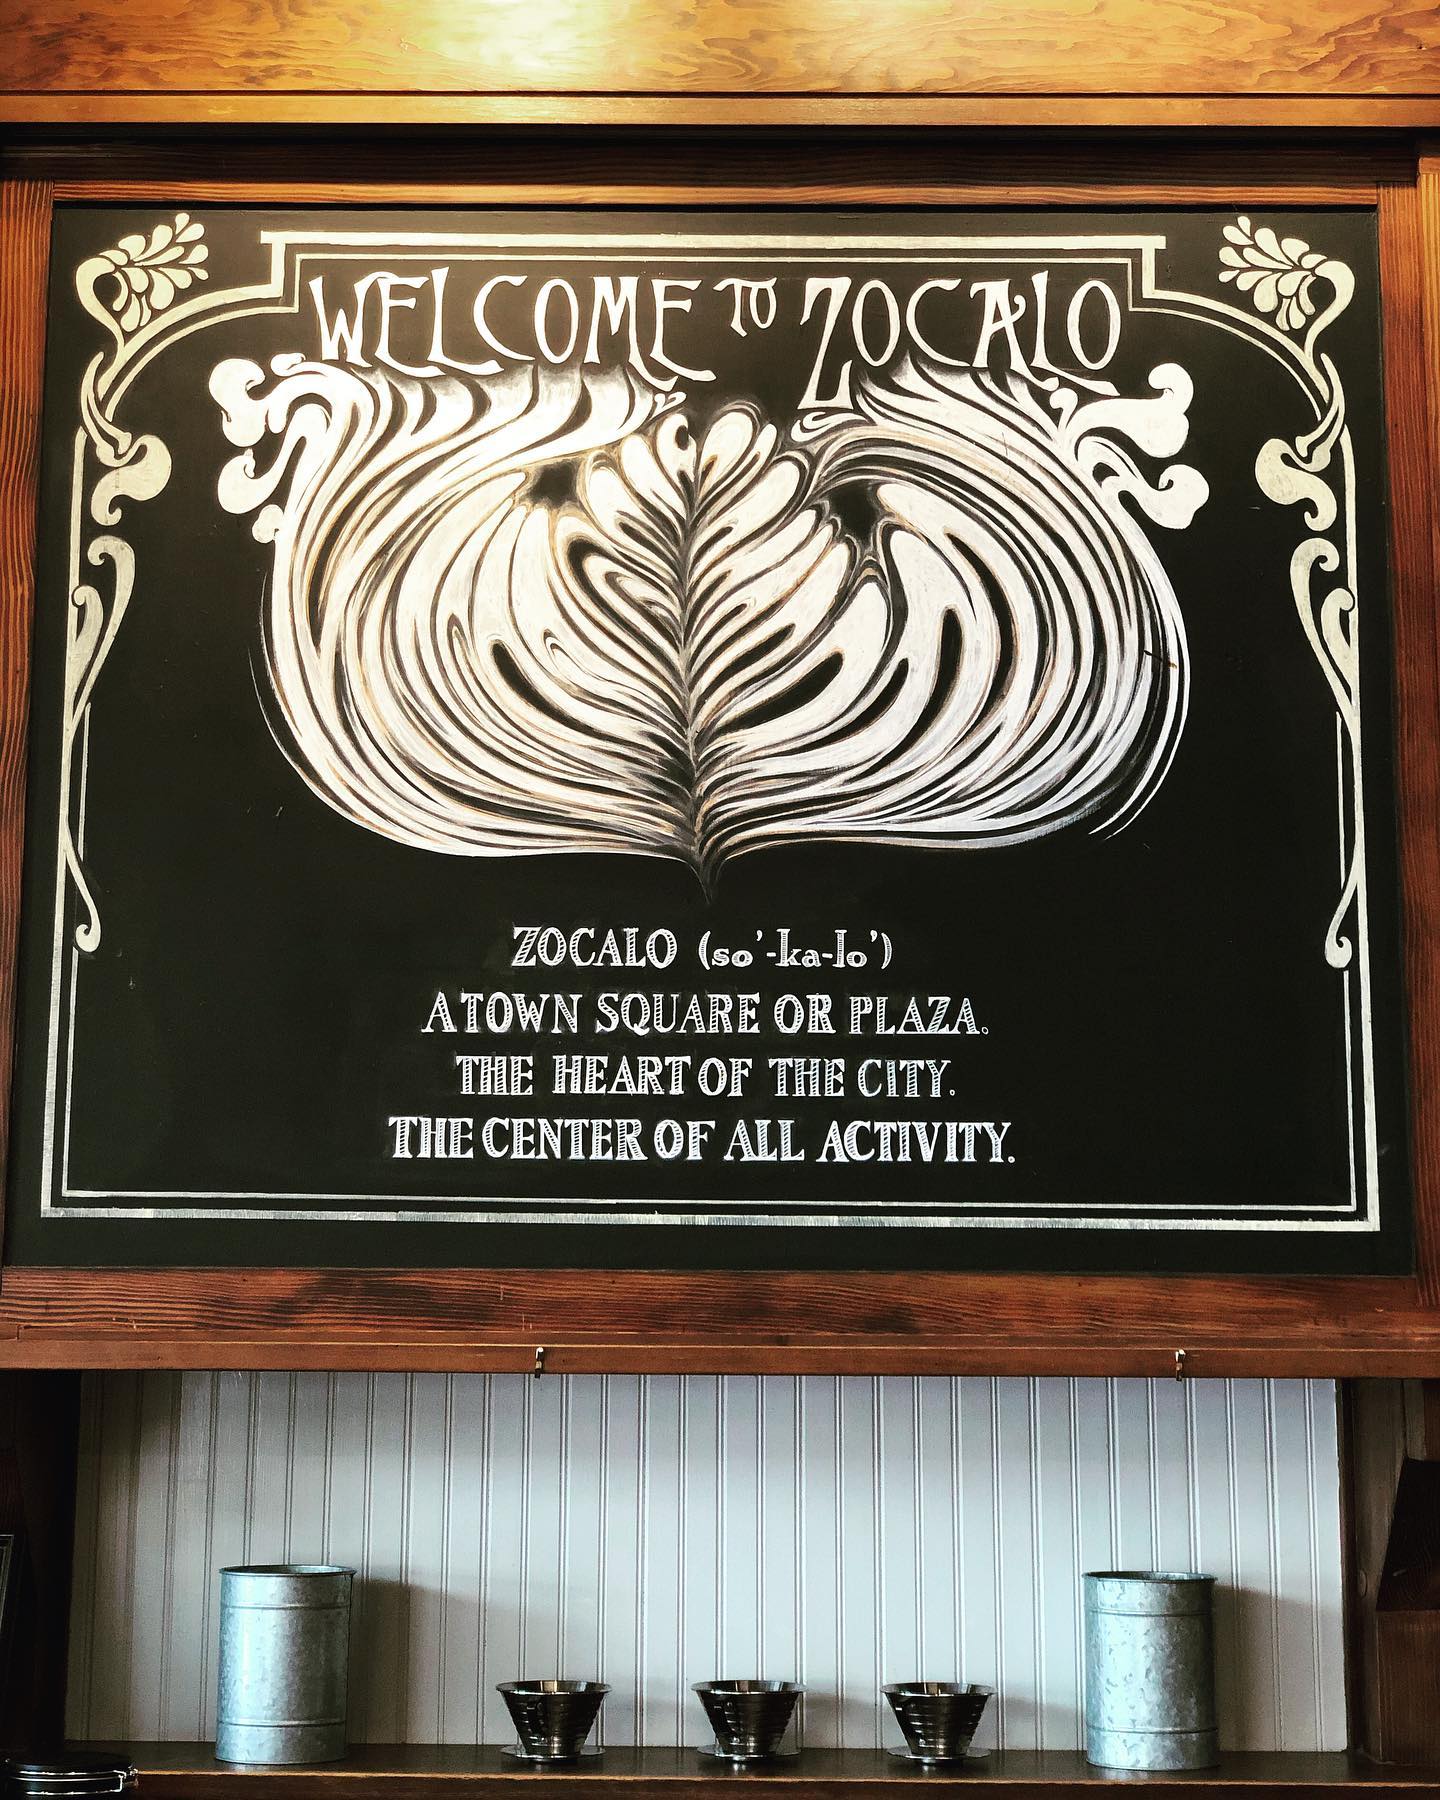 WELCOME TO ZOCALO
ZOCALO (so'-ka-lo')
A TOWN SQUARE OR PLAZA.
THE HEART OF THE CITY.
THE CENTER OF ALL ACTIVITY.